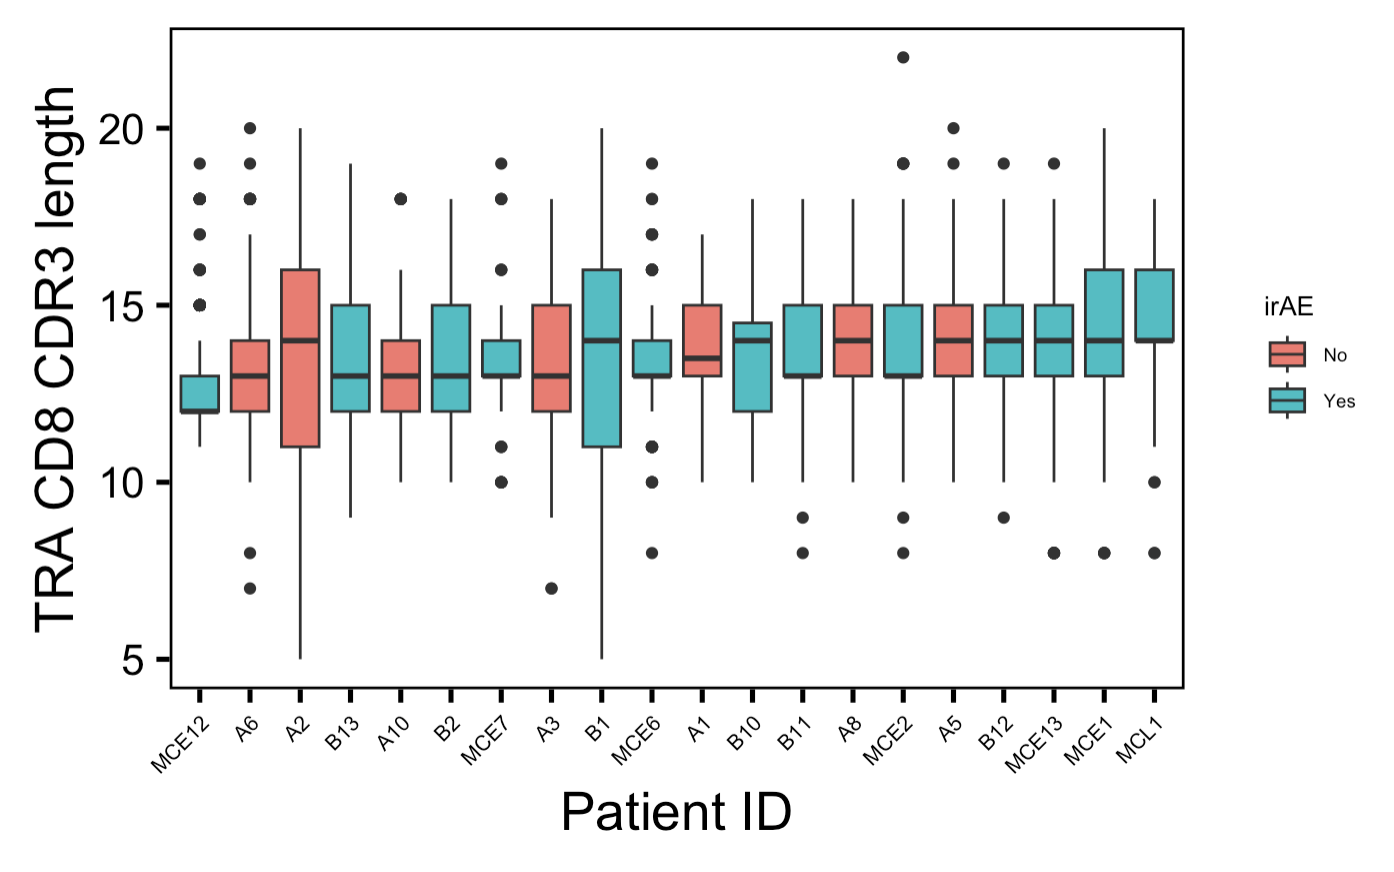 TRA CD8 CDR3 length
20
15
10
5
MCE12 A6 A2 B13 A10 B2 MCE7 A3 B1 MCE6 A1 B10 B11 A8 MCE2 A5 B12 MCE13 MCE1 MCL1
Patient ID
irAE
No
Yes